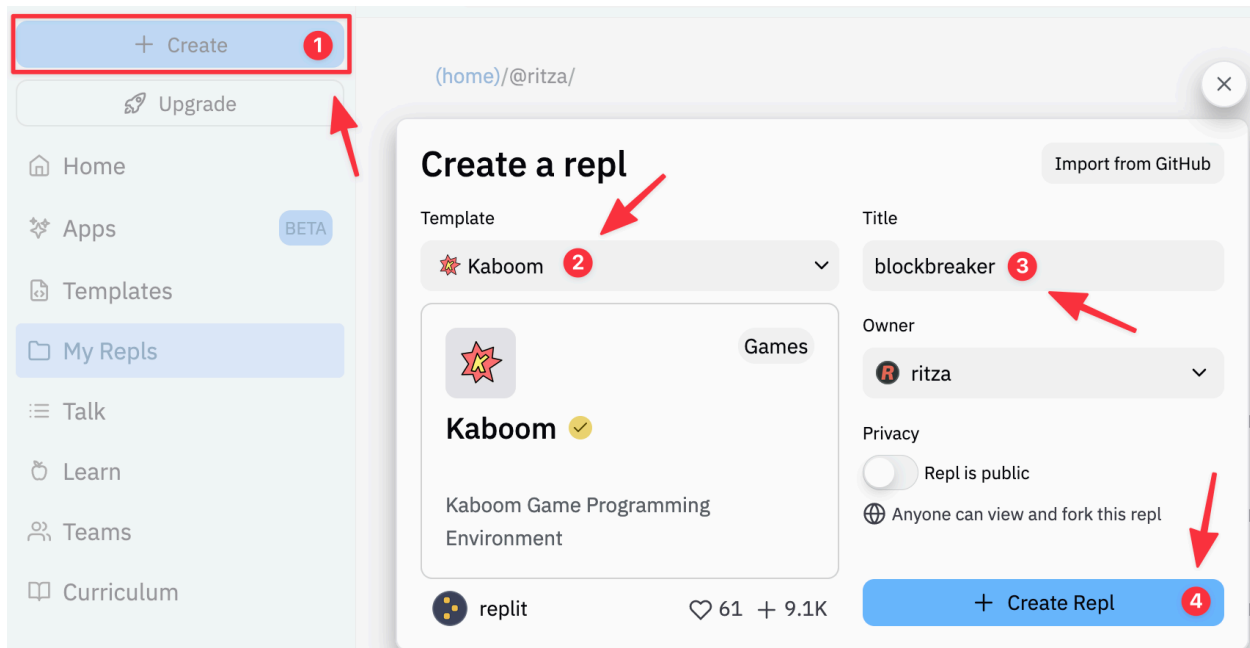 + Create 1
Upgrade
Home
Apps BETA
Templates
My Repls
Talk
Learn
Teams
Curriculum
(home)/@ritza/
Create a repl
Import from GitHub
Template
Kaboom 2
K
Games
Kaboom
Kaboom Game Programming
Environment
replit 61 + 9.1K
Title
blockbreaker 3
Owner
R ritza
Privacy
Repl is public
Anyone can view and fork this repl
+ Create Repl 4